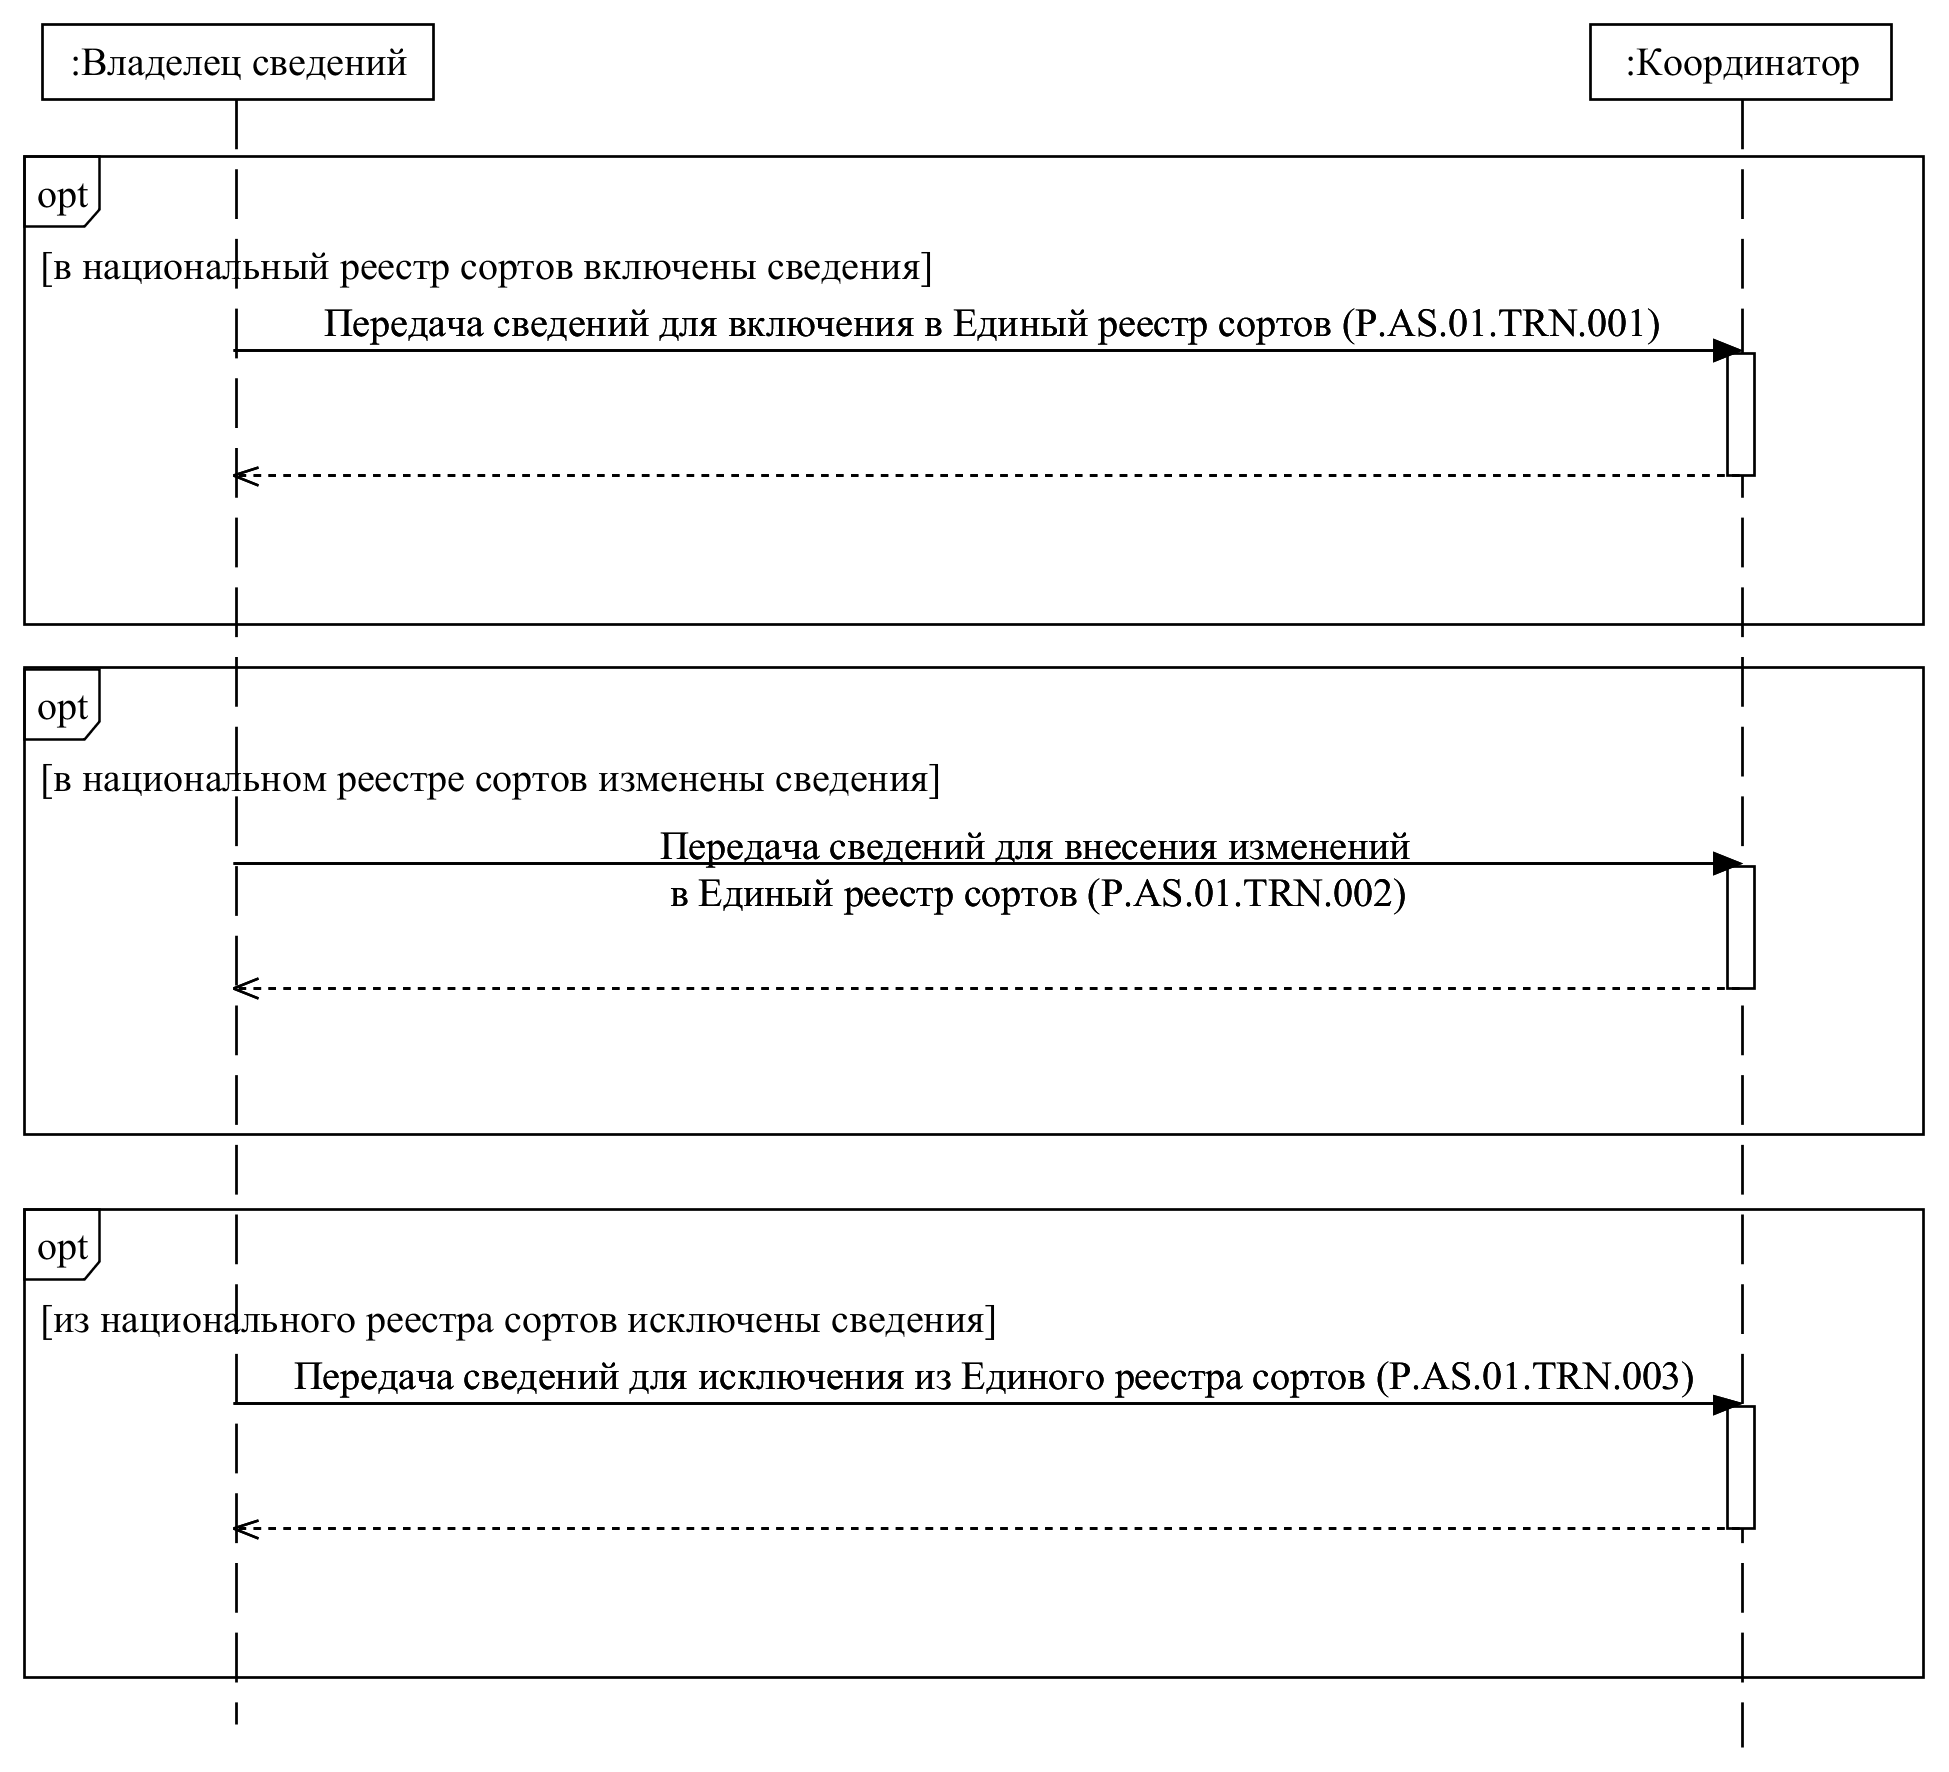 :Владелец сведений
:Координатор
opt
[в национальный реестр сортов включены сведения]
Передача сведений для включения в Единый реестр сортов (P.AS.01.TRN.001)
opt
[в национальном реестре сортов изменены сведения]
Передача сведений для внесения изменений
в Единый реестр сортов (P.AS.01.TRN.002)
opt
[из национального реестра сортов исключены сведения]
Передача сведений для исключения из Единого реестра сортов (P.AS.01.TRN.003)